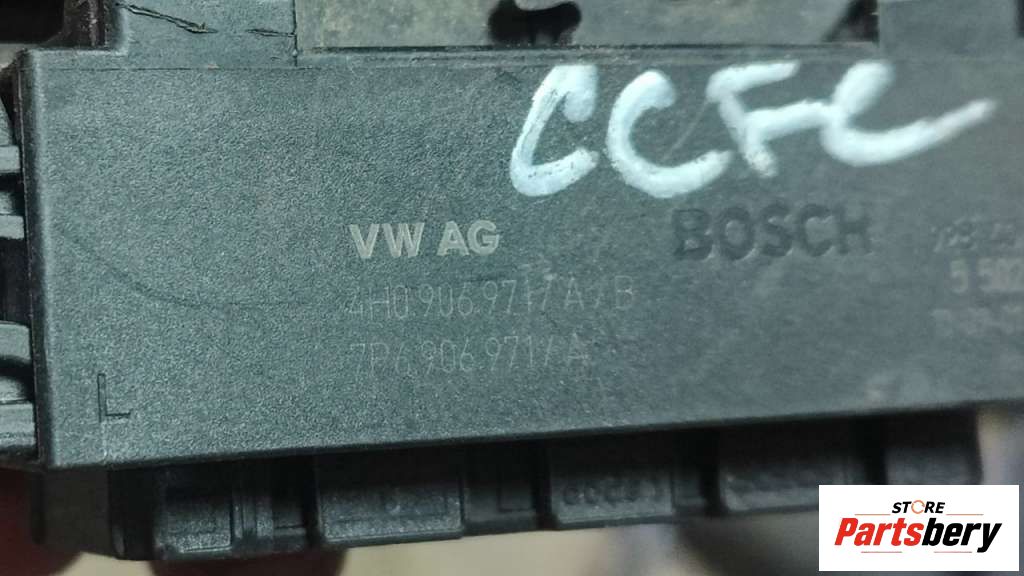 CCFC
VW AG
BOSCH
4H0.906.971/A/B
7P6.906.971/A
STORE
Partsbery